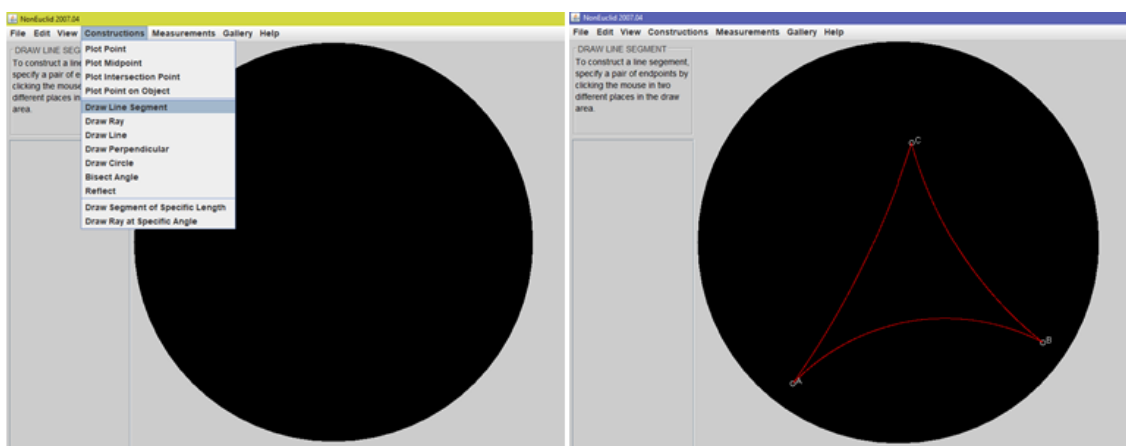 NonEuclid 2007.04
File Edit View Constructions Measurements Gallery Help
DRAW LINE SEG
To construct a line
specify a pair of e
clicking the mouse
different places in
area.
Plot Point
Plot Midpoint
Plot Intersection Point
Plot Point on Object
Draw Line Segment
Draw Ray
Draw Line
Draw Perpendicular
Draw Circle
Bisect Angle
Reflect
Draw Segment of Specific Length
Draw Ray at Specific Angle
NonEuclid 2007.04
File Edit View Constructions Measurements Gallery Help
DRAW LINE SEGMENT
To construct a line segement,
specify a pair of endpoints by
clicking the mouse in two
different places in the draw
area.
C
B
A